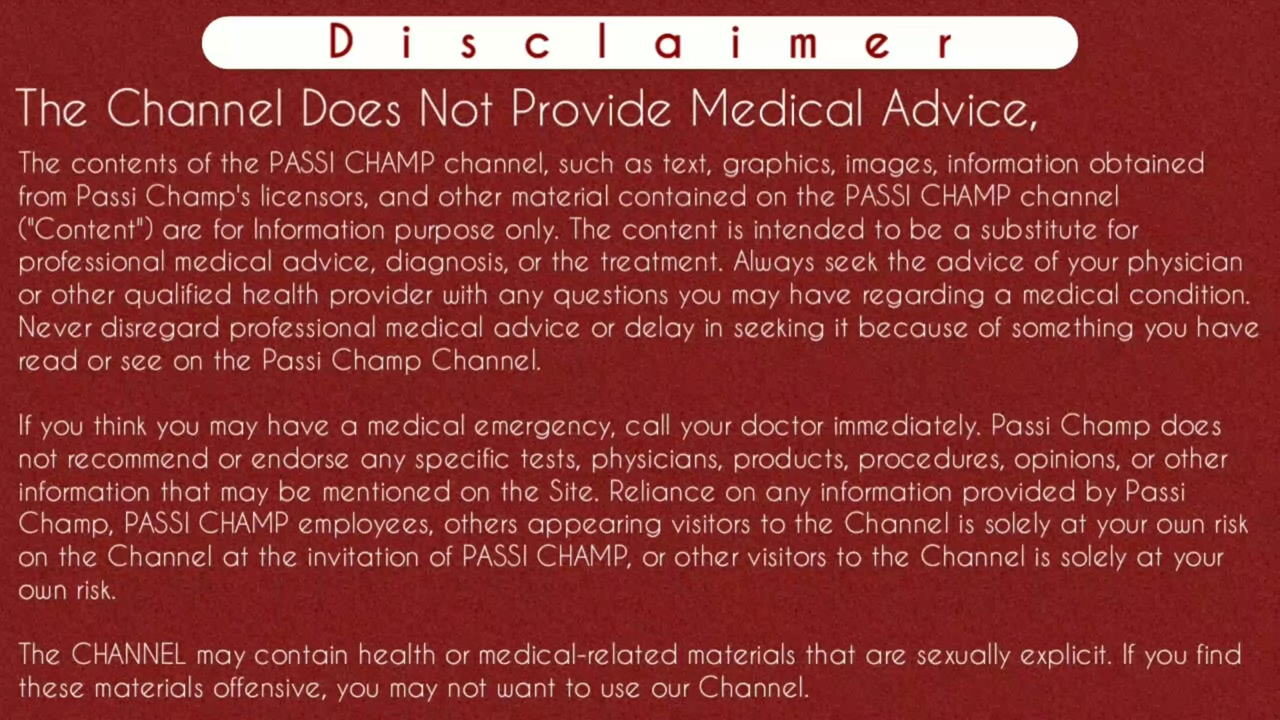 Disclaimer
The Channel Does Not Provide Medical Advice,
The contents of the PASSI CHAMP channel, such as text, graphics, images, information obtained
from Passi Champ's licensors, and other material contained on the PASSI CHAMP channel
("Content") are for Information purpose only. The content is intended to be a substitute for
professional medical advice, diagnosis, or the treatment. Always seek the advice of your physician
or other qualified health provider with any questions you may have regarding a medical condition.
Never disregard professional medical advice or delay in seeking it because of something you have
read or see on the Passi Champ Channel.
If you think you may have a medical emergency, call your doctor immediately. Passi Champ does
not recommend or endorse any specific tests, physicians, products, procedures, opinions, or other
information that may be mentioned on the Site. Reliance on any information provided by Passi
Champ, PASSI CHAMP employees, others appearing visitors to the Channel is solely at your own risk
on the Channel at the invitation of PASSI CHAMP, or other visitors to the Channel is solely at your
own risk.
The CHANNEL may contain health or medical-related materials that are sexually explicit. If you find
these materials offensive, you may not want to use our Channel.